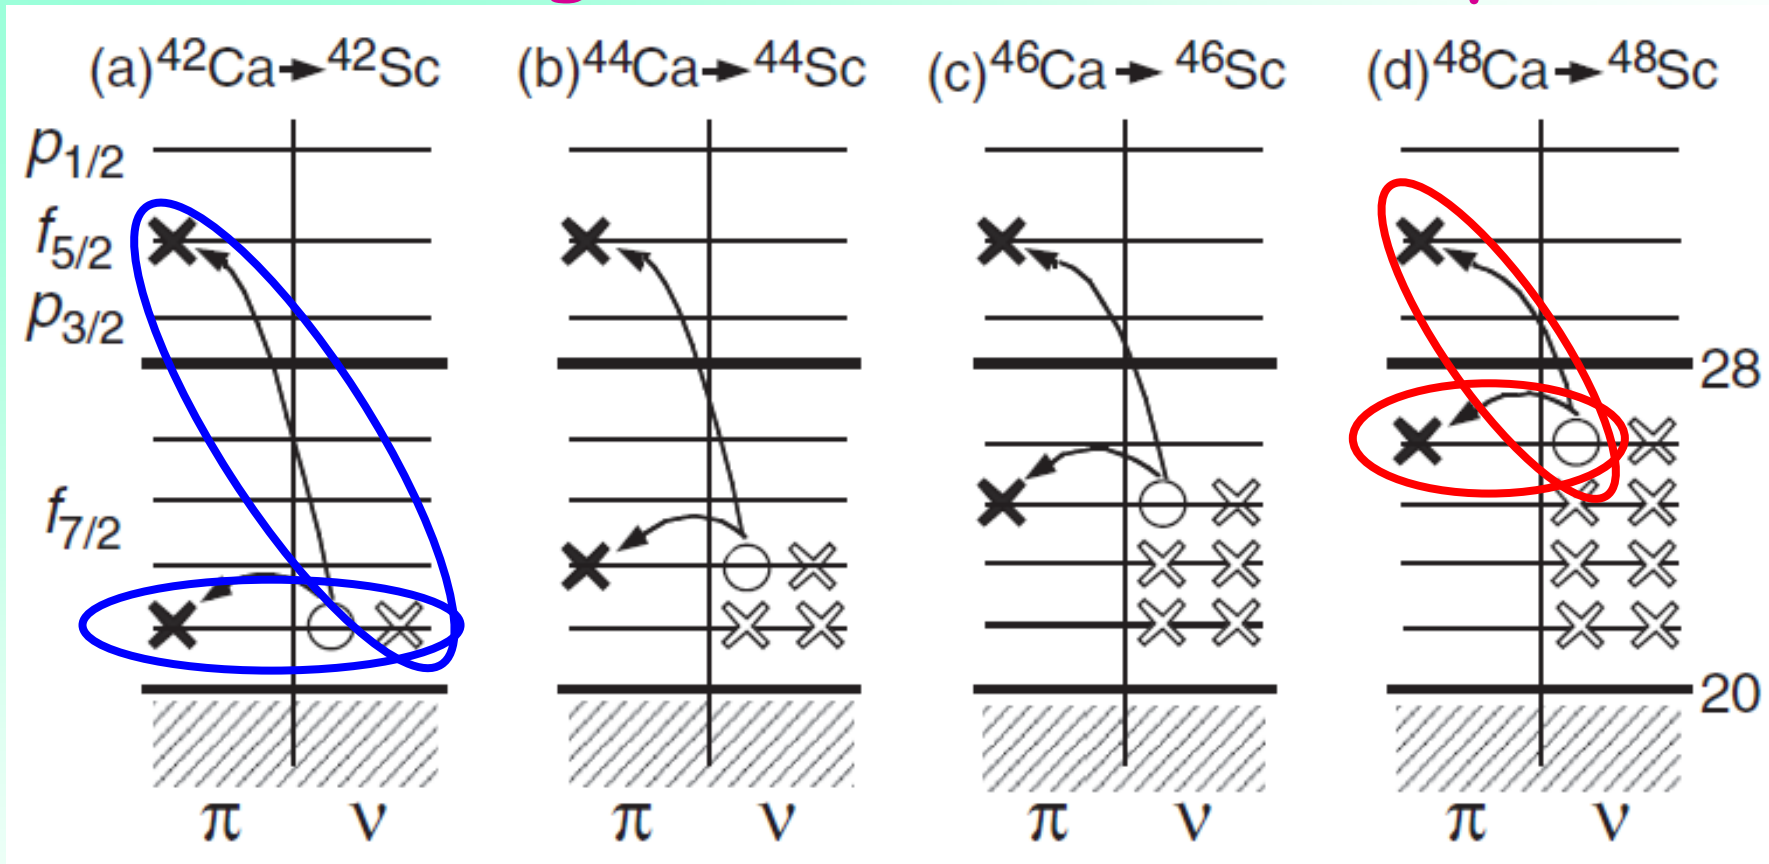 (a)⁴²Ca→⁴²Sc (b)⁴⁴Ca→⁴⁴Sc (c)⁴⁶Ca→⁴⁶Sc (d)⁴⁸Ca→⁴⁸Sc
p₁/₂
f₅/₂
p₃/₂
28
f₇/₂
20
π ν π ν π ν π ν